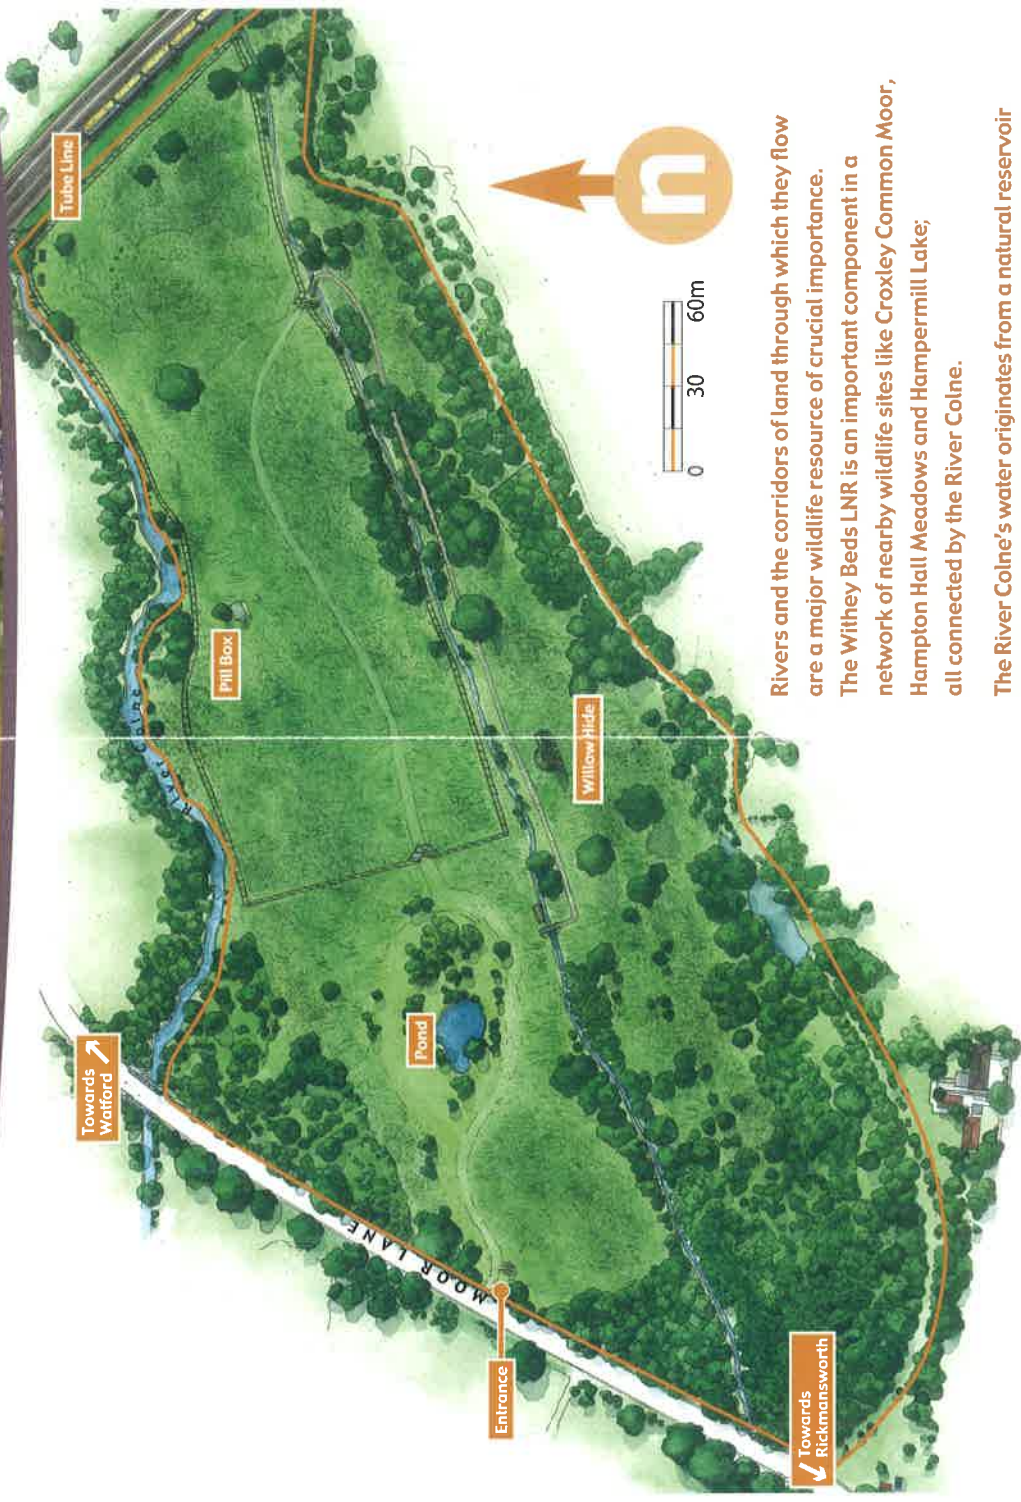 Tube Line
Towards
Watford
River Colne
Pill Box
Pond
Willow Hide
MOOR LANE
Entrance
Towards
Rickmansworth
n
0 30 60m
Rivers and the corridors of land through which they flow
are a major wildlife resource of crucial importance.
The Withey Beds LNR is an important component in a
network of nearby wildlife sites like Croxley Common Moor,
Hampton Hall Meadows and Hampermill Lake;
all connected by the River Colne.
The River Colne's water originates from a natural reservoir